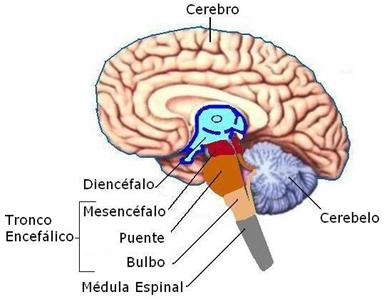 Cerebro
Diencéfalo
Tronco
Encefálico
Mesencéfalo
Puente
Bulbo
Médula Espinal
Cerebelo